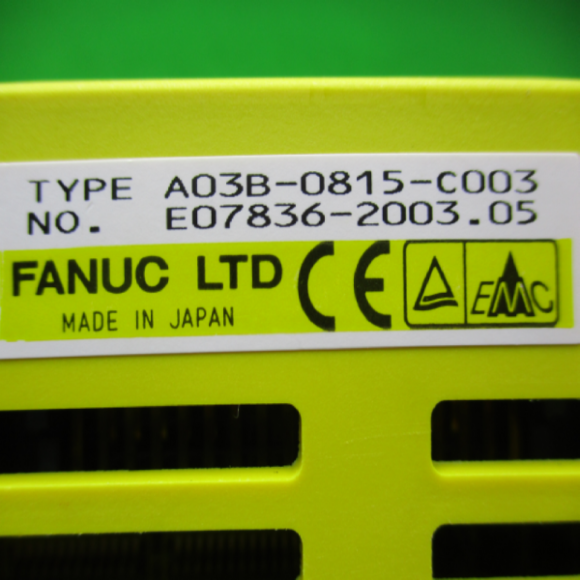 TYPE A03B-0815-C003
NO. E07836-2003.05
FANUC LTD CE EMC
MADE IN JAPAN